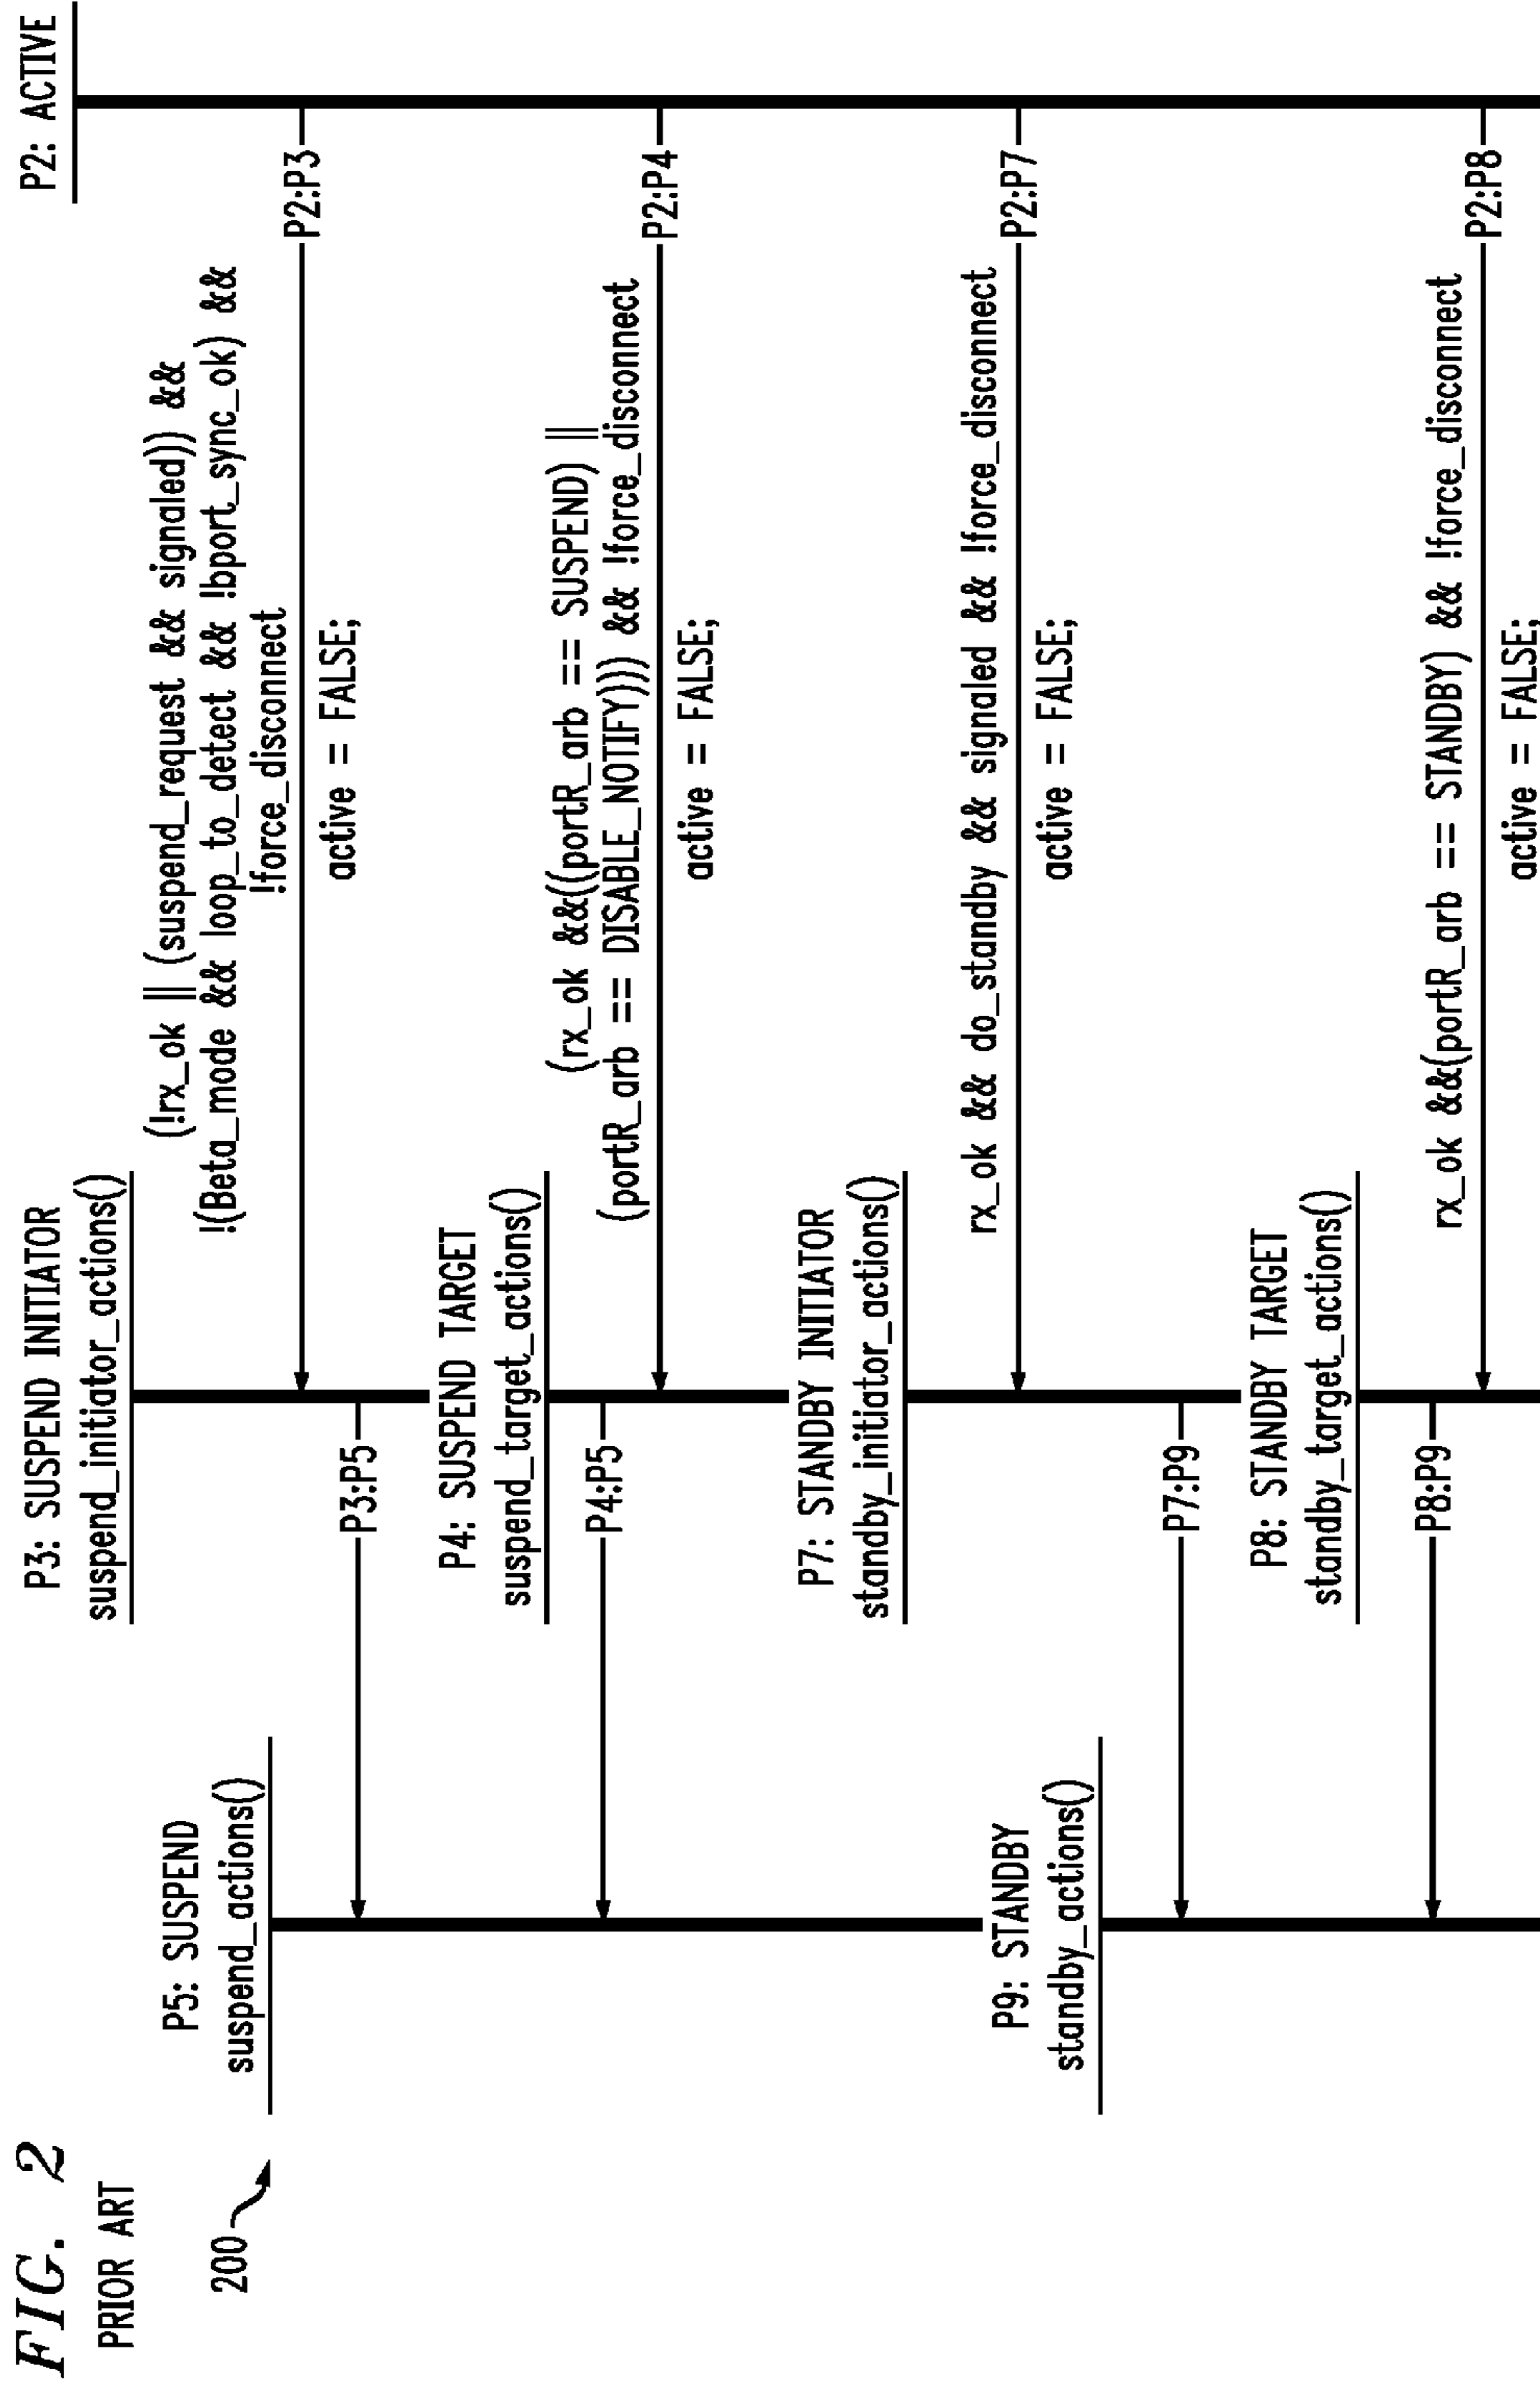 FIG. 2
PRIOR ART
200
P5: SUSPEND
suspend_actions()
P3: SUSPEND INITIATOR
suspend_initiator_actions()
P2: ACTIVE
(!rx_ok || (suspend_request && signaled)) &&
!(Beta_mode && loop_to_detect && !bport_sync_ok) &&
!force_disconnect
P2:P3
active = FALSE;
P3:P5
P4: SUSPEND TARGET
suspend_target_actions()
(rx_ok &&((portR_arb == SUSPEND) ||
(portR_arb == DISABLE_NOTIFY))) && !force_disconnect
P2:P4
active = FALSE;
P4:P5
P7: STANDBY INITIATOR
standby_initiator_actions()
rx_ok && do_standby && signaled && !force_disconnect
P2:P7
active = FALSE;
P9: STANDBY
standby_actions()
P7:P9
P8: STANDBY TARGET
standby_target_actions()
rx_ok &&(portR_arb == STANDBY) && !force_disconnect
P2:P8
active = FALSE;
P8:P9